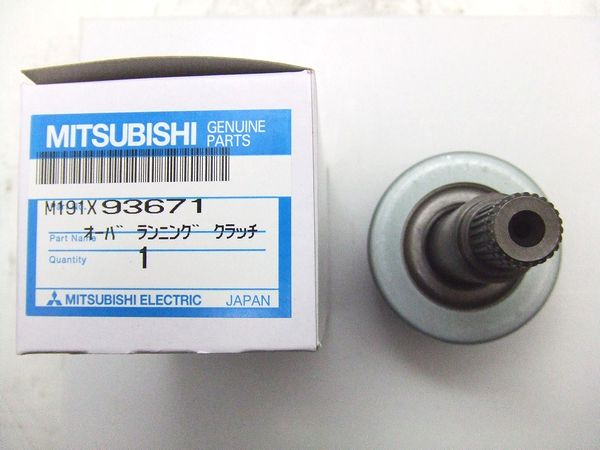 MITSUBISHI GENUINE PARTS
M191X93671
Part Name オーバ ランニング クラッチ
Quantity 1
MITSUBISHI ELECTRIC JAPAN